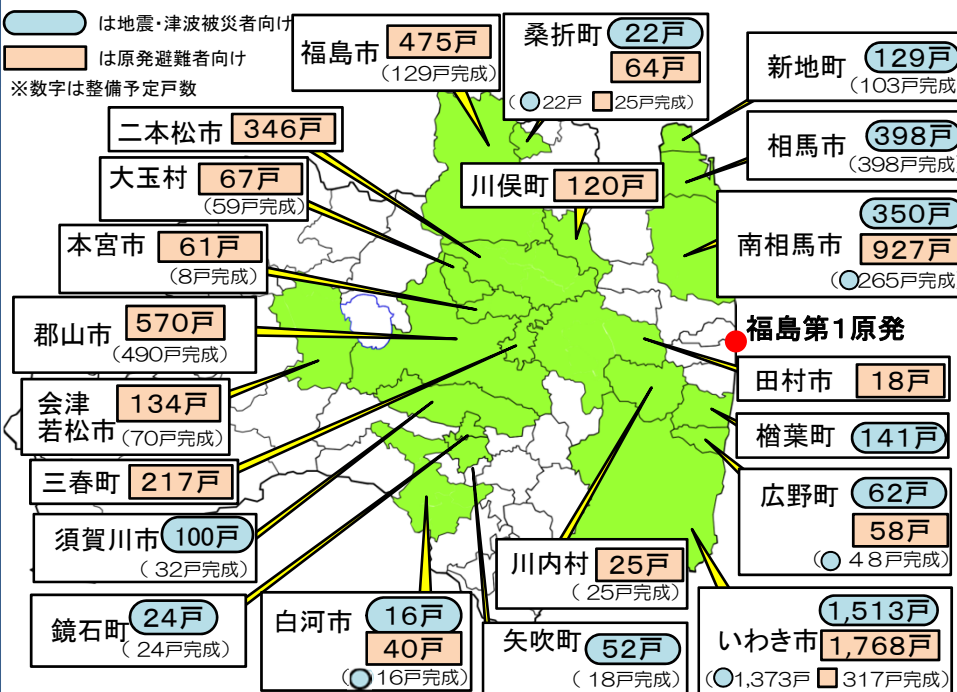 は地震・津波被災者向け
は原発避難者向け
※数字は整備予定戸数
福島市 475戸
(129戸完成)
桑折町 22戸
64戸
(22戸 25戸完成)
新地町 129戸
(103戸完成
相馬市 398戸
(398戸完成)
二本松市 346戸
大玉村 67戸
(59戸完成)
川俣町 120戸
南相馬市 350戸
927戸
(265戸完成)
本宮市 61戸
(8戸完成)
郡山市 570戸
(490戸完成)
福島第1原発
田村市 18戸
会津
若松市 134戸
(70戸完成)
楢葉町 141戸
三春町 217戸
広野町 62戸
58戸
(48戸完成)
須賀川市 100戸
(32戸完成)
川内村 25戸
(25戸完成)
鏡石町 24戸
(24戸完成)
白河市 16戸
40戸
(16戸完成)
矢吹町 52戸
(18戸完成)
いわき市 1,513戸
1,768戸
(1,373戸 317戸完成)